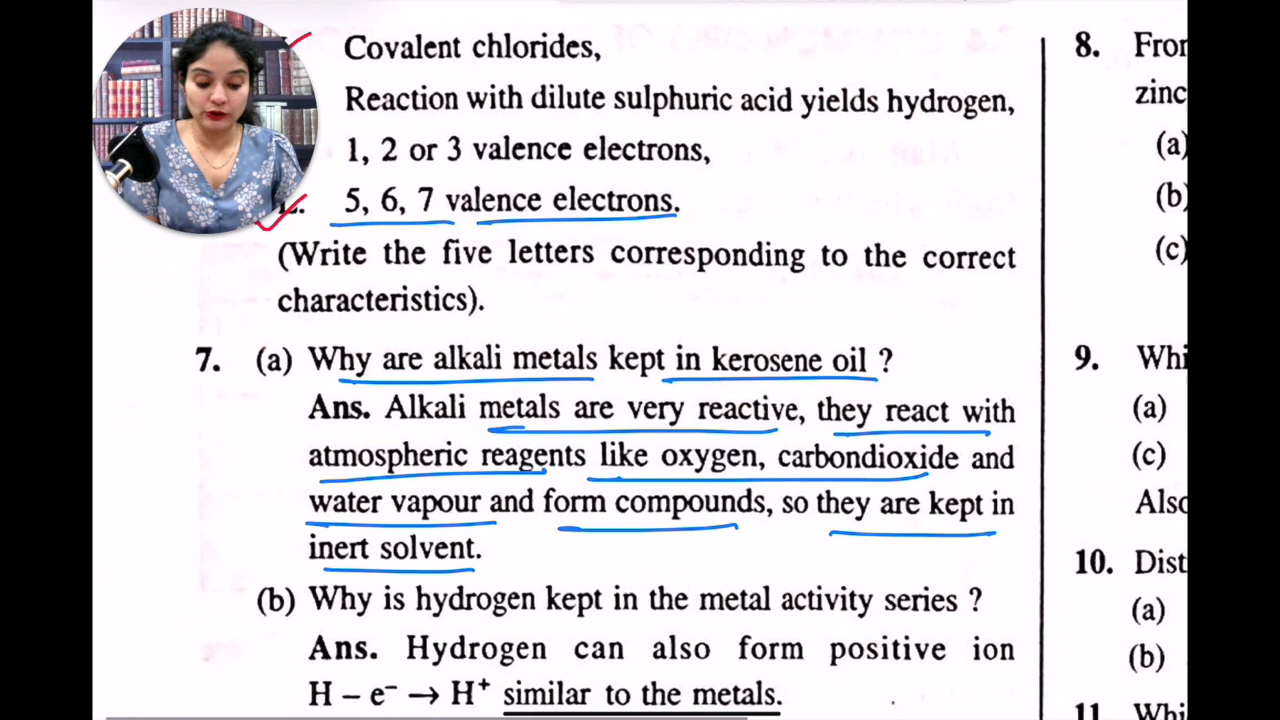 Covalent chlorides,
Reaction with dilute sulphuric acid yields hydrogen,
1, 2 or 3 valence electrons,
5, 6, 7 valence electrons.
(Write the five letters corresponding to the correct
characteristics).
7. (a) Why are alkali metals kept in kerosene oil ?
Ans. Alkali metals are very reactive, they react with
atmospheric reagents like oxygen, carbondioxide and
water vapour and form compounds, so they are kept in
inert solvent.
(b) Why is hydrogen kept in the metal activity series ?
Ans. Hydrogen can also form positive ion
H – e⁻ → H⁺ similar to the metals.
8.
zinc
(a)
(b)
(c)
9. Whi
(a)
(c)
Also
10. Dist
(a)
(b)
11. Whi